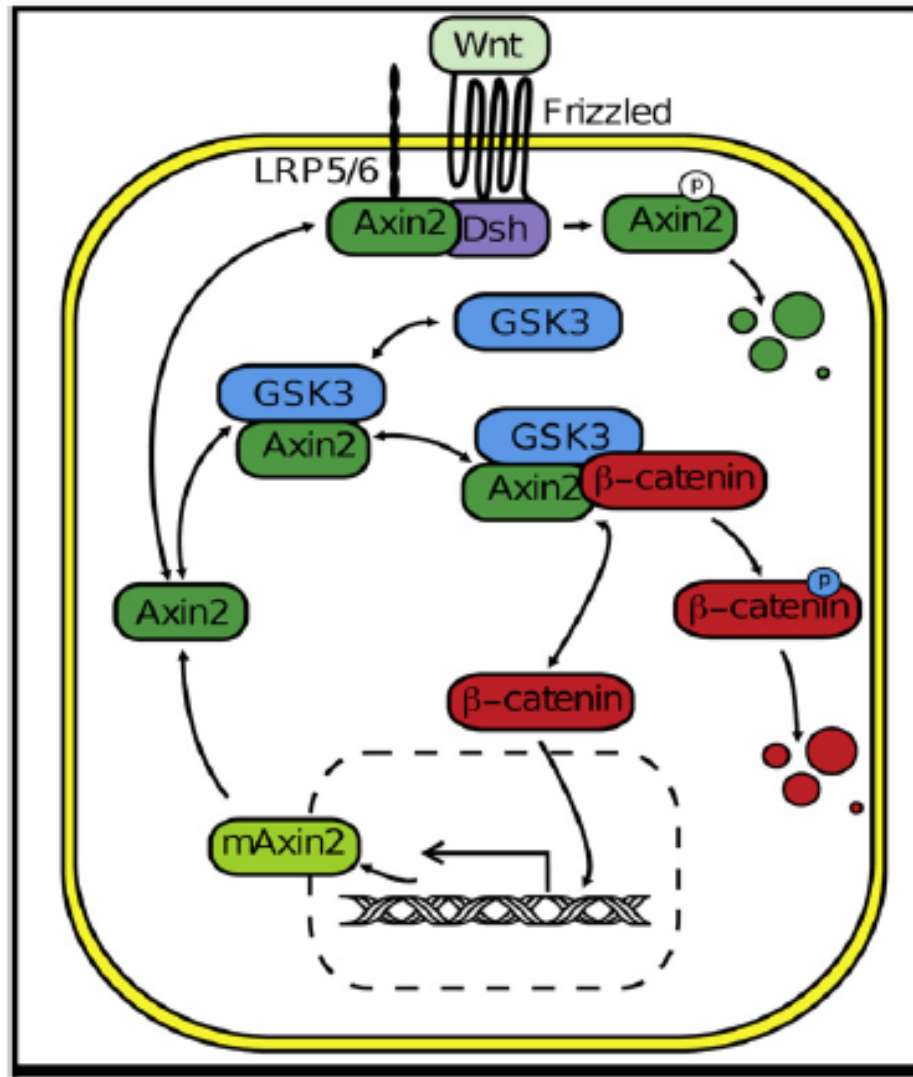 Wnt
Frizzled
LRP5/6
P
Axin2
Dsh
Axin2
GSK3
GSK3
Axin2
GSK3
Axin2
β-catenin
P
Axin2
β-catenin
β-catenin
mAxin2